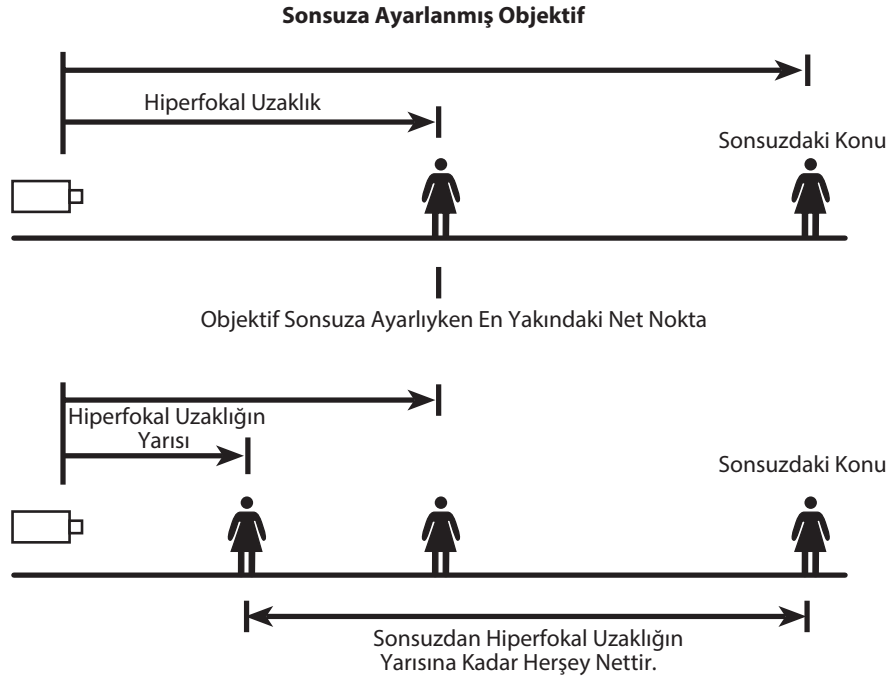 Sonsuza Ayarlanmış Objektif
Hiperfokal Uzaklık
Sonsuzdaki Konu
Objektif Sonsuza Ayarlıyken En Yakındaki Net Nokta
Hiperfokal Uzaklığın
Yarısı
Sonsuzdaki Konu
Sonsuzdan Hiperfokal Uzaklığın
Yarısına Kadar Herşey Nettir.